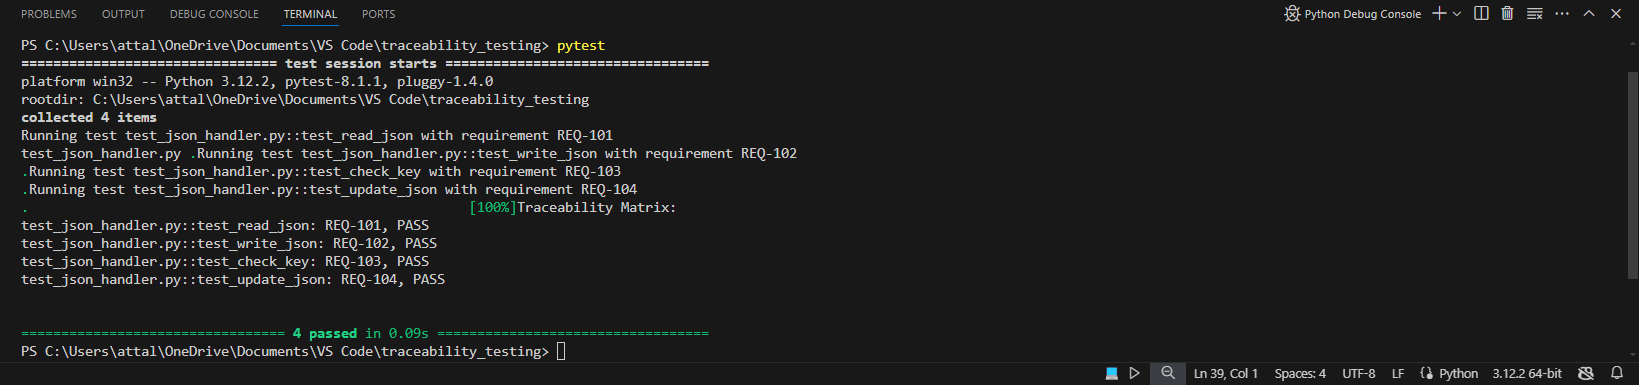 PROBLEMS OUTPUT DEBUG CONSOLE TERMINAL PORTS Python Debug Console
PS C:\Users\attal\OneDrive\Documents\VS Code\traceability_testing> pytest
================================ test session starts =================================
platform win32 -- Python 3.12.2, pytest-8.1.1, pluggy-1.4.0
rootdir: C:\Users\attal\OneDrive\Documents\VS Code\traceability_testing
collected 4 items
Running test test_json_handler.py::test_read_json with requirement REQ-101
test_json_handler.py .Running test test_json_handler.py::test_write_json with requirement REQ-102
.Running test test_json_handler.py::test_check_key with requirement REQ-103
.Running test test_json_handler.py::test_update_json with requirement REQ-104
. [100%]Traceability Matrix:
test_json_handler.py::test_read_json: REQ-101, PASS
test_json_handler.py::test_write_json: REQ-102, PASS
test_json_handler.py::test_check_key: REQ-103, PASS
test_json_handler.py::test_update_json: REQ-104, PASS
================================= 4 passed in 0.09s ==================================
PS C:\Users\attal\OneDrive\Documents\VS Code\traceability_testing>
Ln 39, Col 1 Spaces: 4 UTF-8 LF Python 3.12.2 64-bit